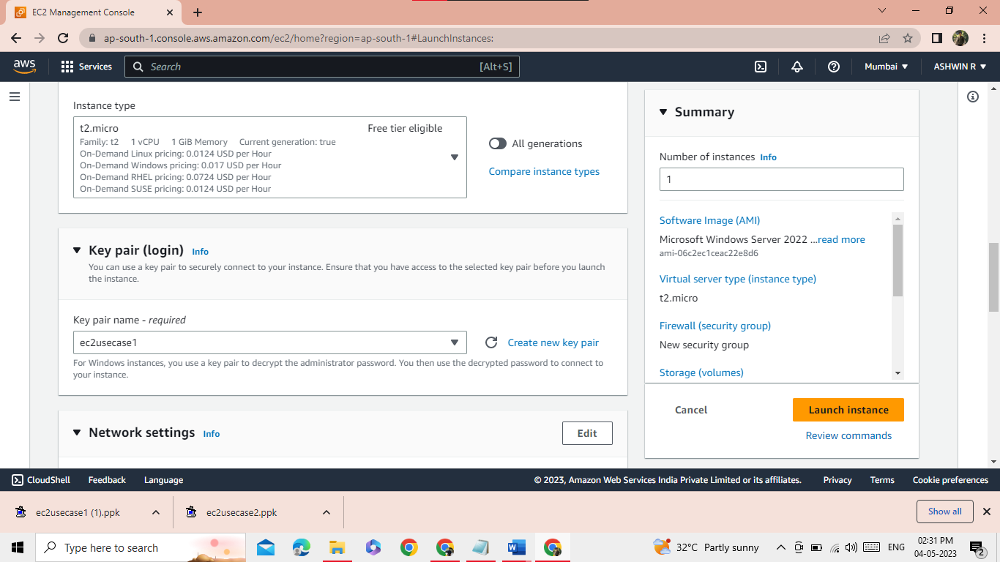 EC2 Management Console
ap-south-1.console.aws.amazon.com/ec2/home?region=ap-south-1#LaunchInstances:
aws
Services
Search
[Alt+S]
Mumbai
ASHWIN R
Instance type
t2.micro
Free tier eligible
Family: t2 1 vCPU 1 GiB Memory Current generation: true
On-Demand Linux pricing: 0.0124 USD per Hour
On-Demand Windows pricing: 0.017 USD per Hour
On-Demand RHEL pricing: 0.0724 USD per Hour
On-Demand SUSE pricing: 0.0124 USD per Hour
All generations
Compare instance types
Key pair (login) Info
You can use a key pair to securely connect to your instance. Ensure that you have access to the selected key pair before you launch
the instance.
Key pair name - required
ec2usecase1
Create new key pair
For Windows instances, you use a key pair to decrypt the administrator password. You then use the decrypted password to connect to
your instance.
Network settings Info
Edit
Summary
Number of instances Info
1
Software Image (AMI)
Microsoft Windows Server 2022 ...read more
ami-06c2ec1ceac22e8d6
Virtual server type (instance type)
t2.micro
Firewall (security group)
New security group
Storage (volumes)
Cancel
Launch instance
Review commands
CloudShell
Feedback
Language
© 2023, Amazon Web Services India Private Limited or its affiliates.
Privacy
Terms
Cookie preferences
ec2usecase1 (1).ppk
ec2usecase2.ppk
Show all
Type here to search
32°C Partly sunny
ENG
02:31 PM
04-05-2023
2